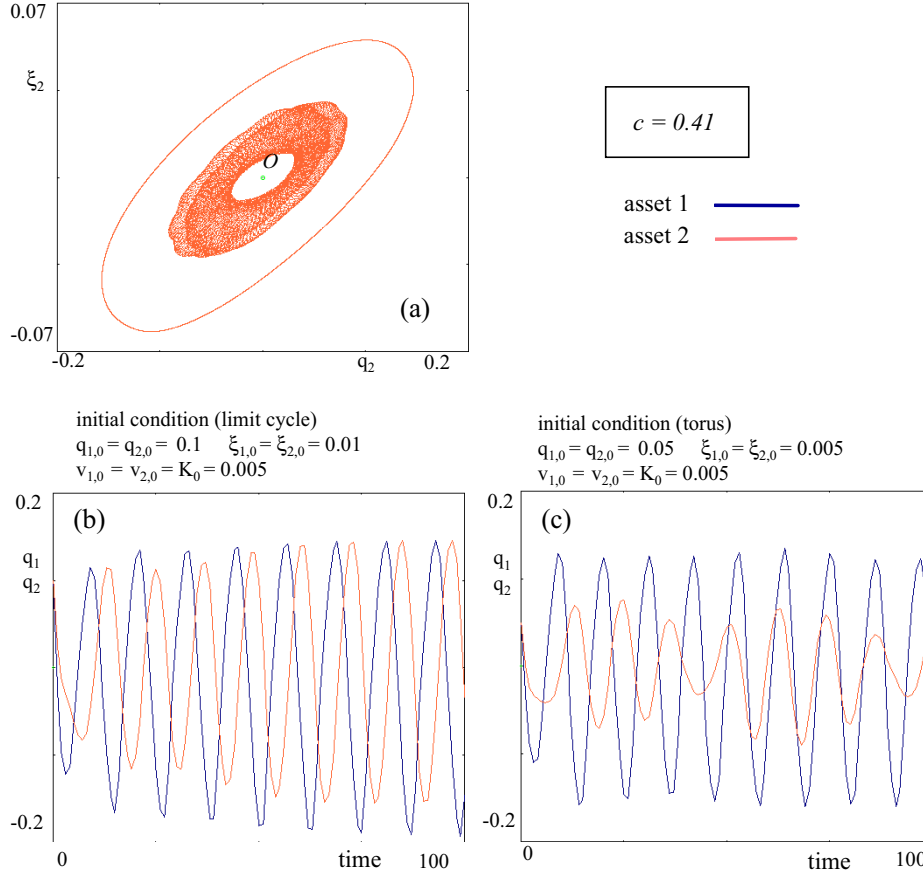 0.07
ξ2
O
(a)
-0.07
-0.2
q2
0.2
c = 0.41
asset 1
asset 2
initial condition (limit cycle)
q1,0 = q2,0 = 0.1 ξ1,0 = ξ2,0 = 0.01
v1,0 = v2,0 = K0 = 0.005
0.2
(b)
q1
q2
-0.2
0
time
100
initial condition (torus)
q1,0 = q2,0 = 0.05 ξ1,0 = ξ2,0 = 0.005
v1,0 = v2,0 = K0 = 0.005
0.2
(c)
q1
q2
-0.2
0
time
100